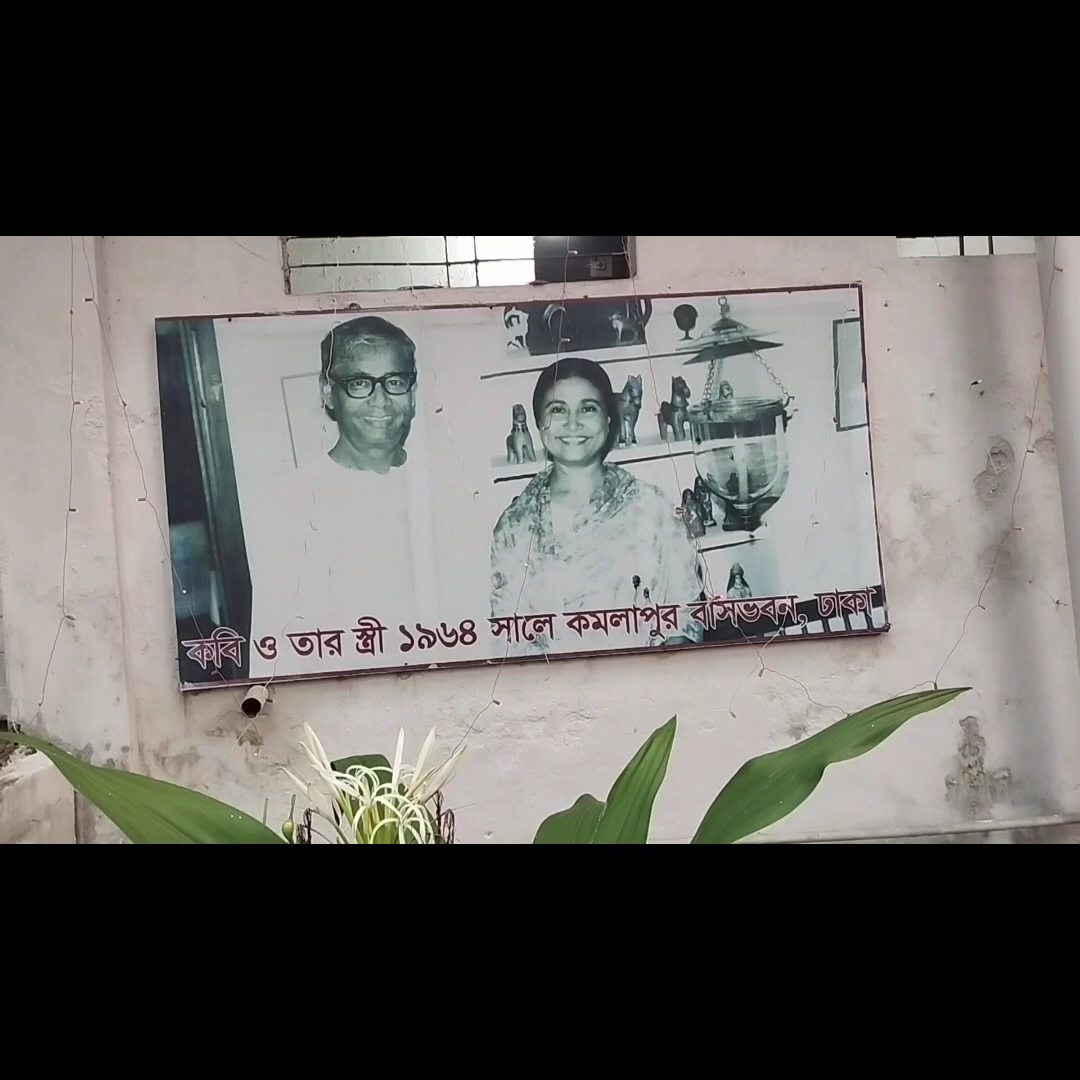 কবি ও তার স্ত্রী ১৯৬৪ সালে কমলাপুর বাসভবন, ঢাকা